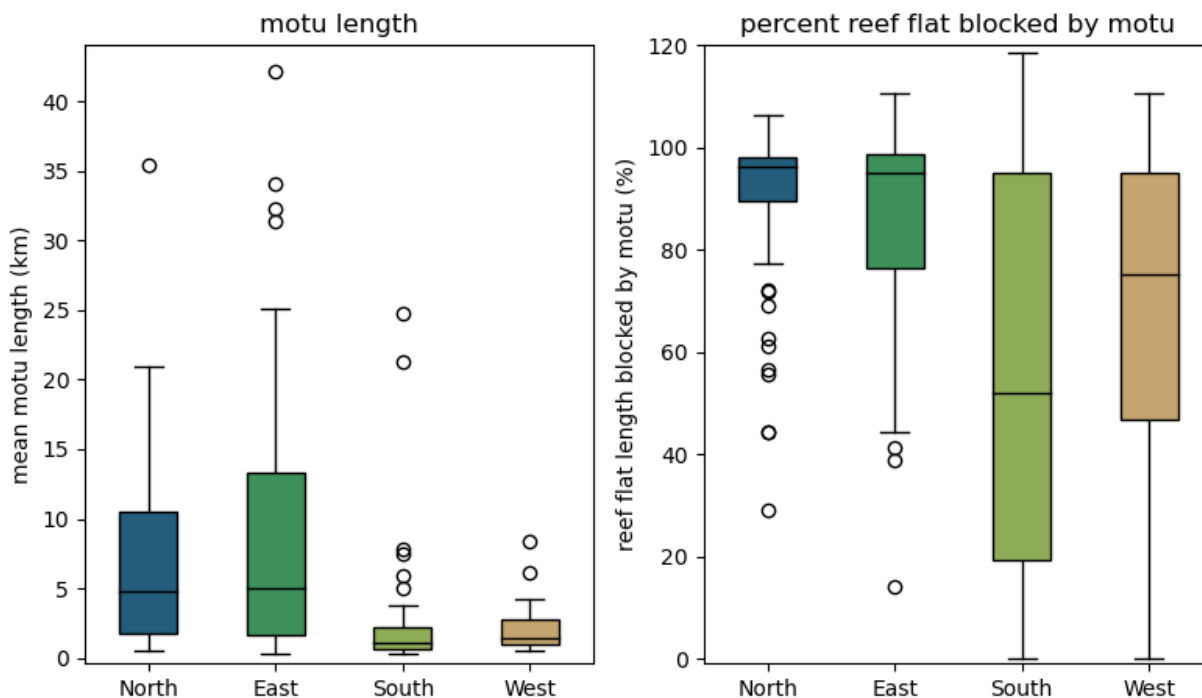 motu length
mean motu length (km)
40
35
30
25
20
15
10
5
0
North East South West
percent reef flat blocked by motu
reef flat length blocked by motu (%)
120
100
80
60
40
20
0
North East South West